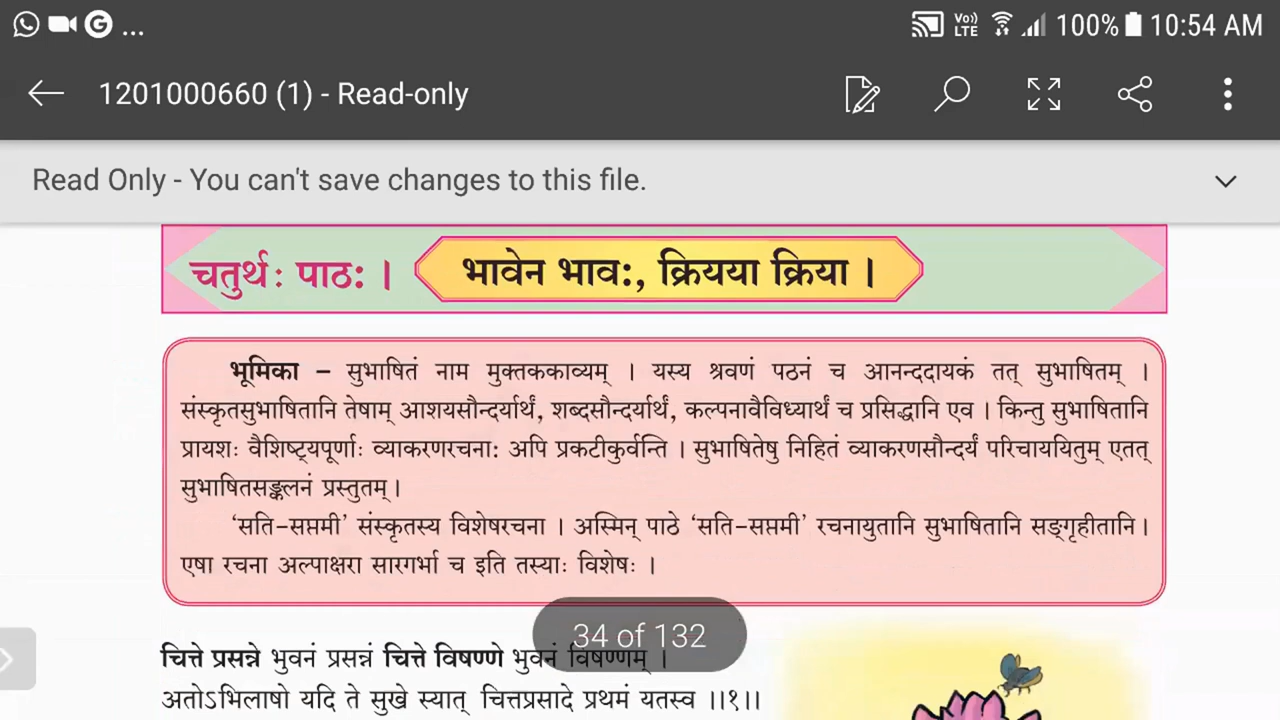 ...
100% 10:54 AM
Vo)) LTE
1201000660 (1) - Read-only
Read Only - You can't save changes to this file.
चतुर्थः पाठः । भावेन भावः, क्रियया क्रिया ।
भूमिका – सुभाषितं नाम मुक्तककाव्यम् । यस्य श्रवणं पठनं च आनन्ददायकं तत् सुभाषितम् ।
संस्कृतसुभाषितानि तेषाम् आशयसौन्दर्यार्थं, शब्दसौन्दर्यार्थं, कल्पनावैविध्यार्थं च प्रसिद्धानि एव । किन्तु सुभाषितानि
प्रायशः वैशिष्ट्यपूर्णाः व्याकरणरचनाः अपि प्रकटीकुर्वन्ति । सुभाषितेषु निहितं व्याकरणसौन्दर्यं परिचाययितुम् एतत्
सुभाषितसङ्कलनं प्रस्तुतम् ।
‘सति-सप्तमी’ संस्कृतस्य विशेषरचना । अस्मिन् पाठे ‘सति-सप्तमी’ रचनायुतानि सुभाषितानि सङ्गृहीतानि ।
एषा रचना अल्पाक्षरा सारगर्भा च इति तस्याः विशेषः ।
34 of 132
चित्ते प्रसन्ने भुवनं प्रसन्नं चित्ते विषण्णे भुवनं विषण्णम् ।
अतोऽभिलाषो यदि ते सुखे स्यात् चित्तप्रसादे प्रथमं यतस्व ।।१।।